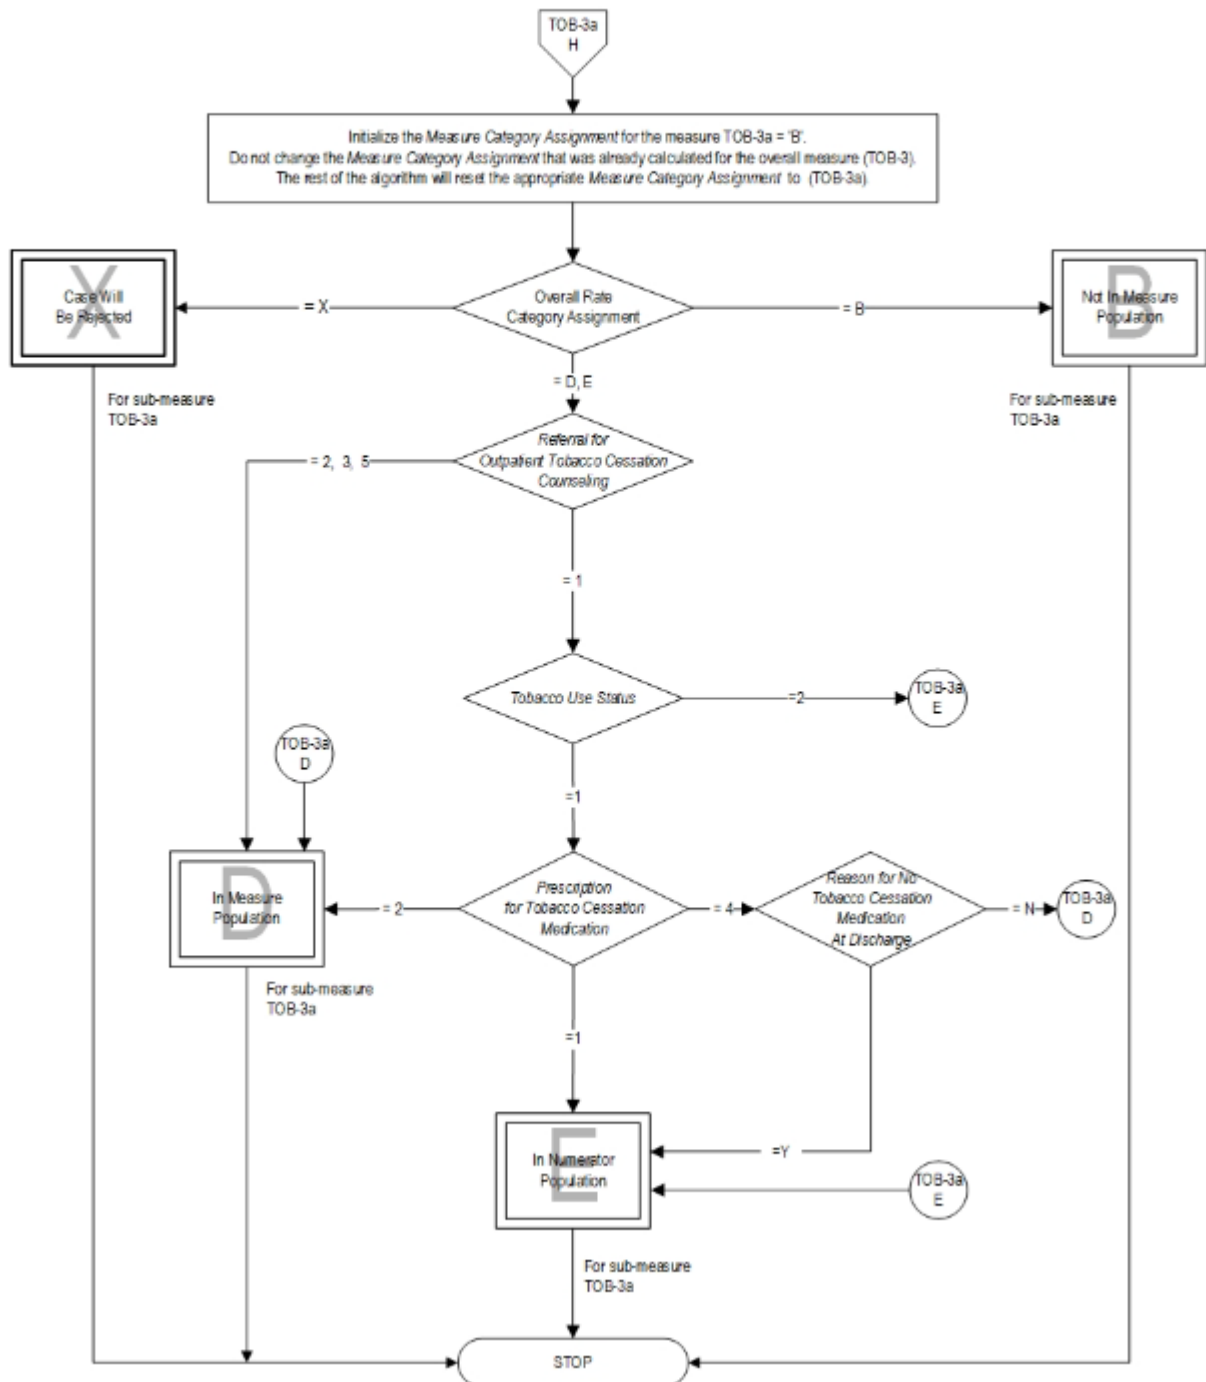 TOB-3a
H
Initialize the Measure Category Assignment for the measure TOB-3a = 'B'.
Do not change the Measure Category Assignment that was already calculated for the overall measure (TOB-3).
The rest of the algorithm will reset the appropriate Measure Category Assignment to (TOB-3a).
X
Case Will
Be Rejected
= X
Overall Rate
Category Assignment
= B
B
Not In Measure
Population
For sub-measure
TOB-3a
= D, E
For sub-measure
TOB-3a
Referral for
Outpatient Tobacco Cessation
Counseling
= 2, 3, 5
= 1
Tobacco Use Status
=2
TOB-3a
E
TOB-3a
D
=1
D
In Measure
Population
= 2
Prescription
for Tobacco Cessation
Medication
= 4
Reason for No
Tobacco Cessation
Medication
At Discharge
= N
TOB-3a
D
For sub-measure
TOB-3a
=1
E
In Numerator
Population
=Y
TOB-3a
E
For sub-measure
TOB-3a
STOP